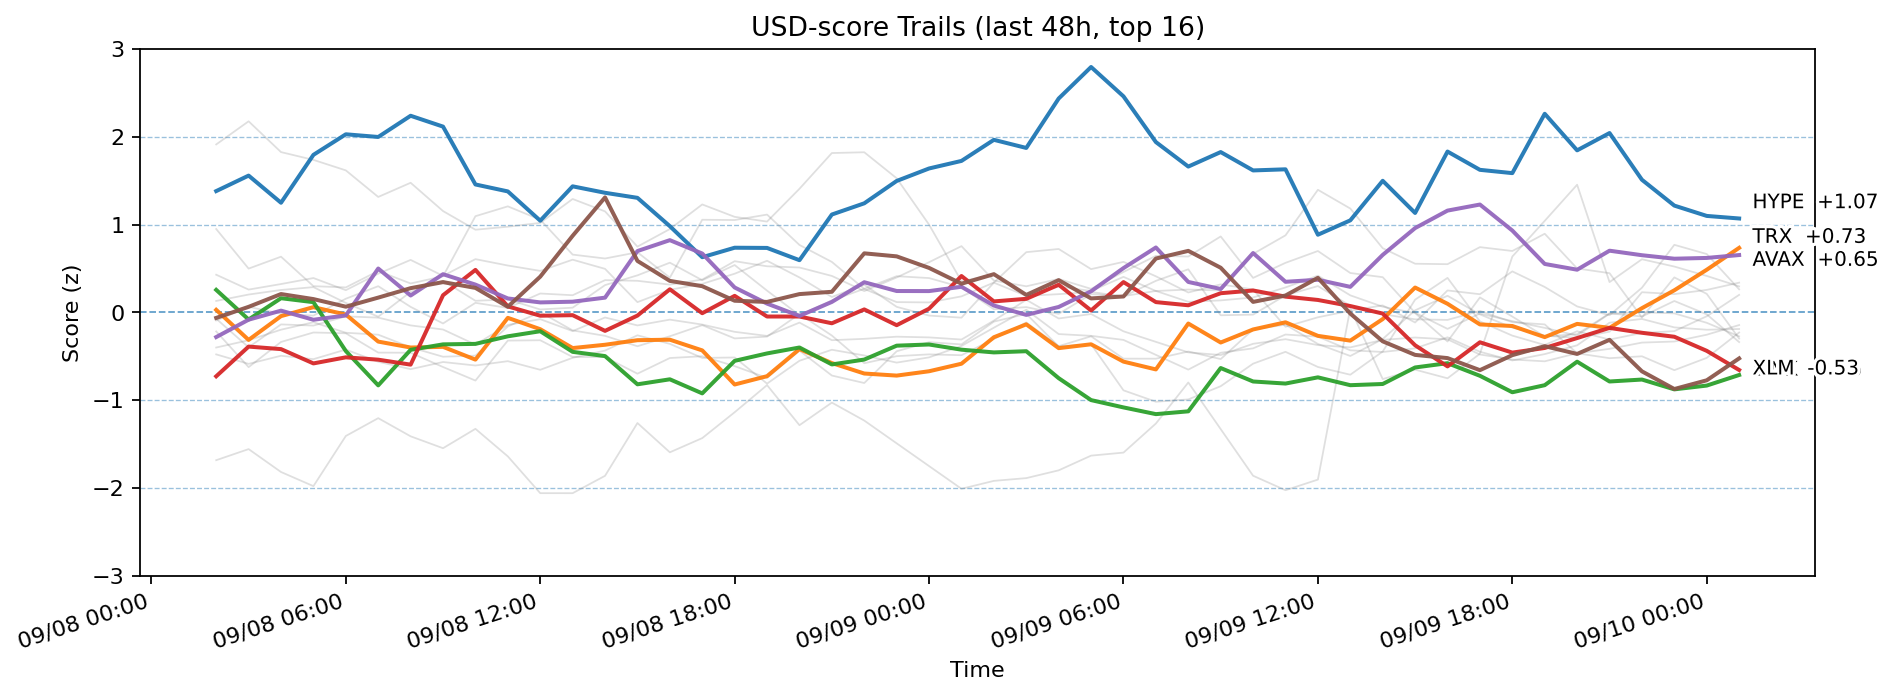 USD-score Trails (last 48h, top 16)
Score (z)
3
2
1
0
−1
−2
−3
HYPE +1.07
TRX +0.73
AVAX +0.65
XLM -0.53
09/08 00:00
09/08 06:00
09/08 12:00
09/08 18:00
09/09 00:00
09/09 06:00
09/09 12:00
09/09 18:00
09/10 00:00
Time